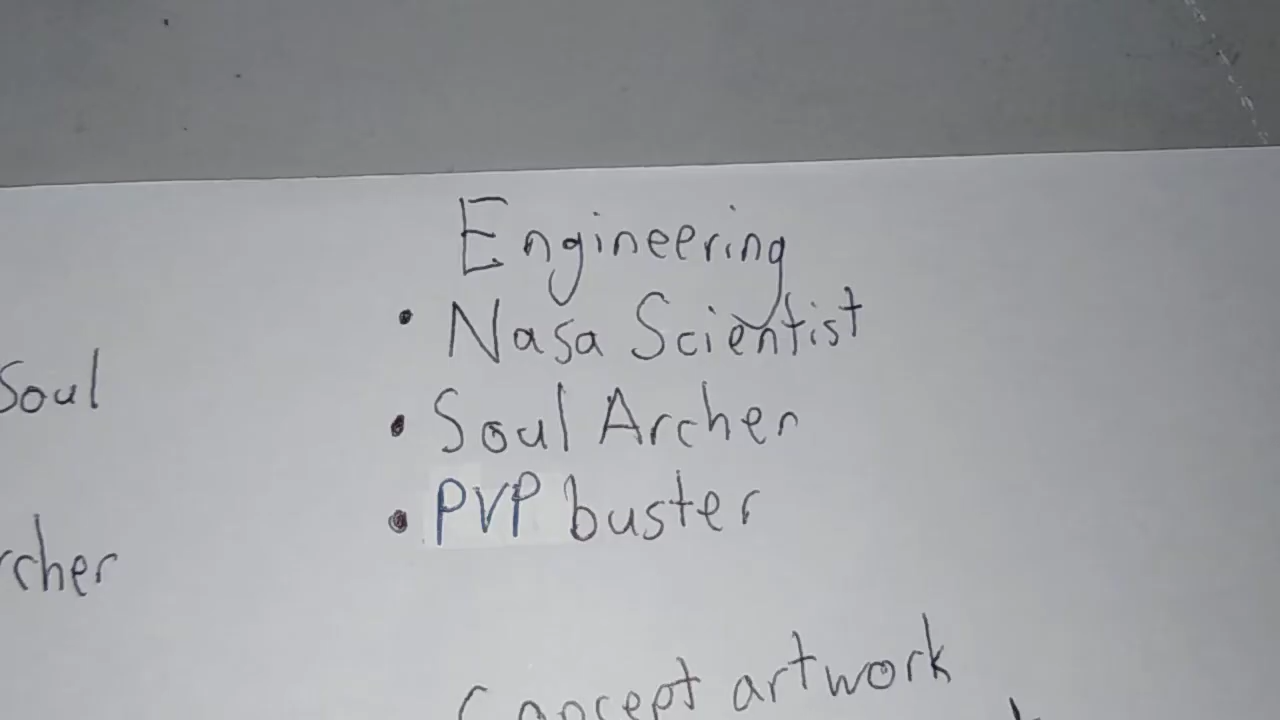 Engineering
• Nasa Scientist
Soul
• Soul Archer
• PVP buster
rcher
Concept artwork